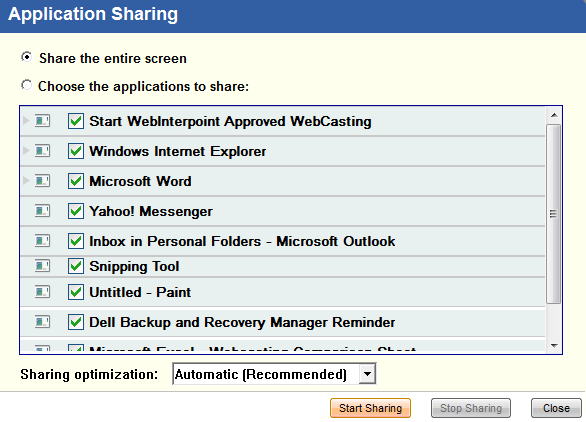 Application Sharing
Share the entire screen
Choose the applications to share:
Start WebInterpoint Approved WebCasting
Windows Internet Explorer
Microsoft Word
Yahoo! Messenger
Inbox in Personal Folders - Microsoft Outlook
Snipping Tool
Untitled - Paint
Dell Backup and Recovery Manager Reminder
Microsoft Excel - Webcasting Comparison Sheet
Sharing optimization: Automatic (Recommended)
Start Sharing Stop Sharing Close